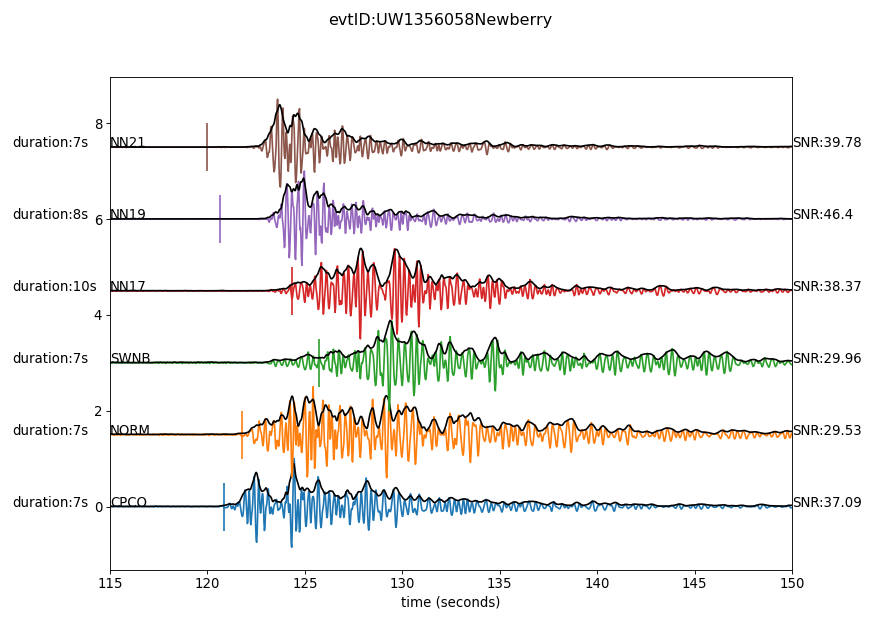 evtID:UW1356058Newberry
8
duration:7s NN21 SNR:39.78
duration:8s NN19 SNR:46.4
6
duration:10s NN17 SNR:38.37
4
duration:7s SWNB SNR:29.96
2
duration:7s NORM SNR:29.53
duration:7s CPCO SNR:37.09
0
115 120 125 130 135 140 145 150
time (seconds)